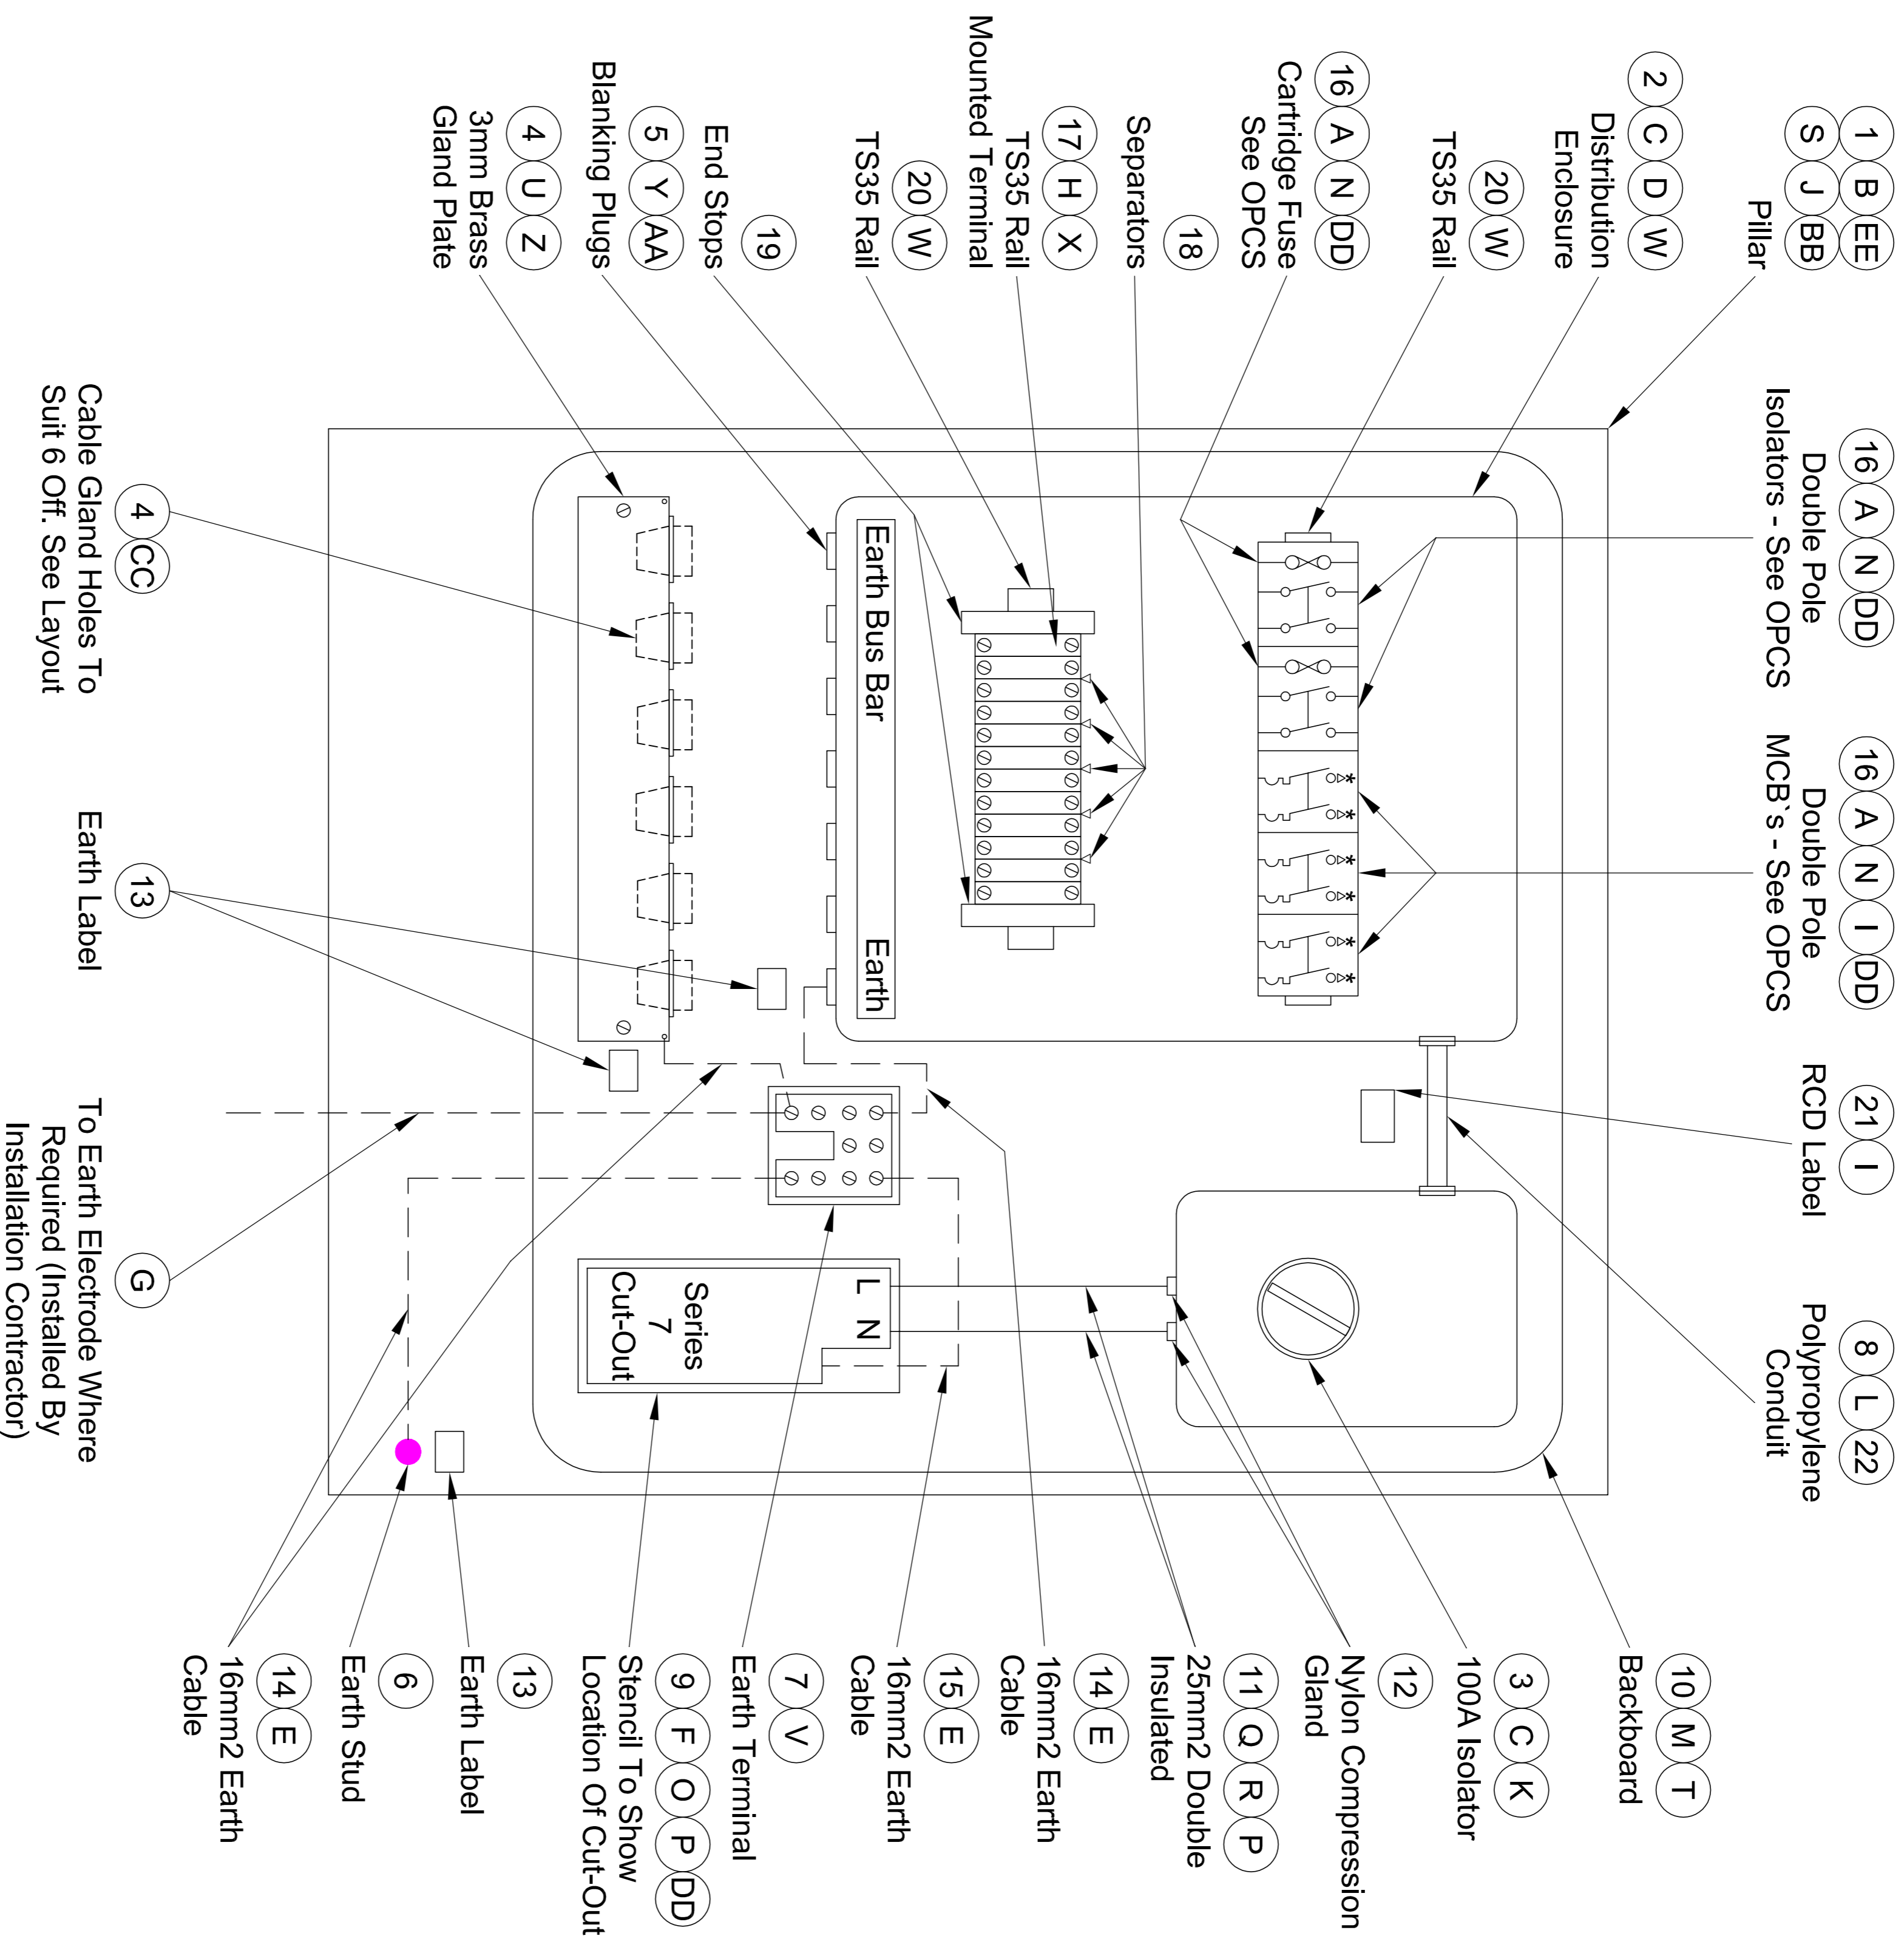 1 B EE
S J BB
Pillar
2 C D W
Distribution
Enclosure
20 W
TS35 Rail
16 A N DD
Cartridge Fuse
See OPCS
18
Separators
17 H X
TS35 Rail
Mounted Terminal
20 W
TS35 Rail
19
End Stops
5 Y AA
Blanking Plugs
4 U Z
3mm Brass
Gland Plate
16 A N DD
Double Pole
Isolators - See OPCS
16 A N I DD
Double Pole
MCB`s - See OPCS
21 I
RCD Label
8 L 22
Polypropylene
Conduit
Earth Bus Bar
Earth
L N
Series
7
Cut-Out
10 M T
Backboard
3 C K
100A Isolator
12
Nylon Compression
Gland
11 Q R P
25mm2 Double
Insulated
14 E
16mm2 Earth
Cable
15 E
16mm2 Earth
Cable
7 V
Earth Terminal
9 F O P DD
Stencil To Show
Location Of Cut-Out
13
Earth Label
6
Earth Stud
14 E
16mm2 Earth
Cable
4 CC
Cable Gland Holes To
Suit 6 Off. See Layout
13
Earth Label
G
To Earth Electrode Where
Required (Installed By
Installation Contractor)